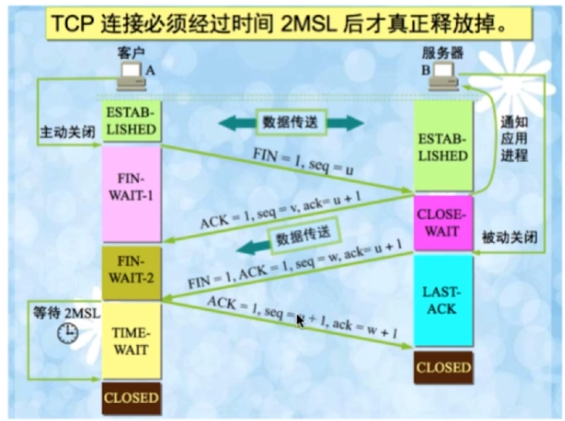 TCP 连接必须经过时间 2MSL 后才真正释放掉。
客户
A
服务器
B
ESTAB-
LISHED
主动关闭
数据传送
ESTAB-
LISHED
通知
应用
进程
FIN = 1, seq = u
FIN-
WAIT-1
ACK = 1, seq = v, ack= u + 1
CLOSE-
WAIT
数据传送
被动关闭
FIN-
WAIT-2
FIN = 1, ACK = 1, seq = w, ack= u + 1
LAST-
ACK
ACK = 1, seq = + 1, ack = w + 1
等待 2MSL
TIME-
WAIT
CLOSED
CLOSED